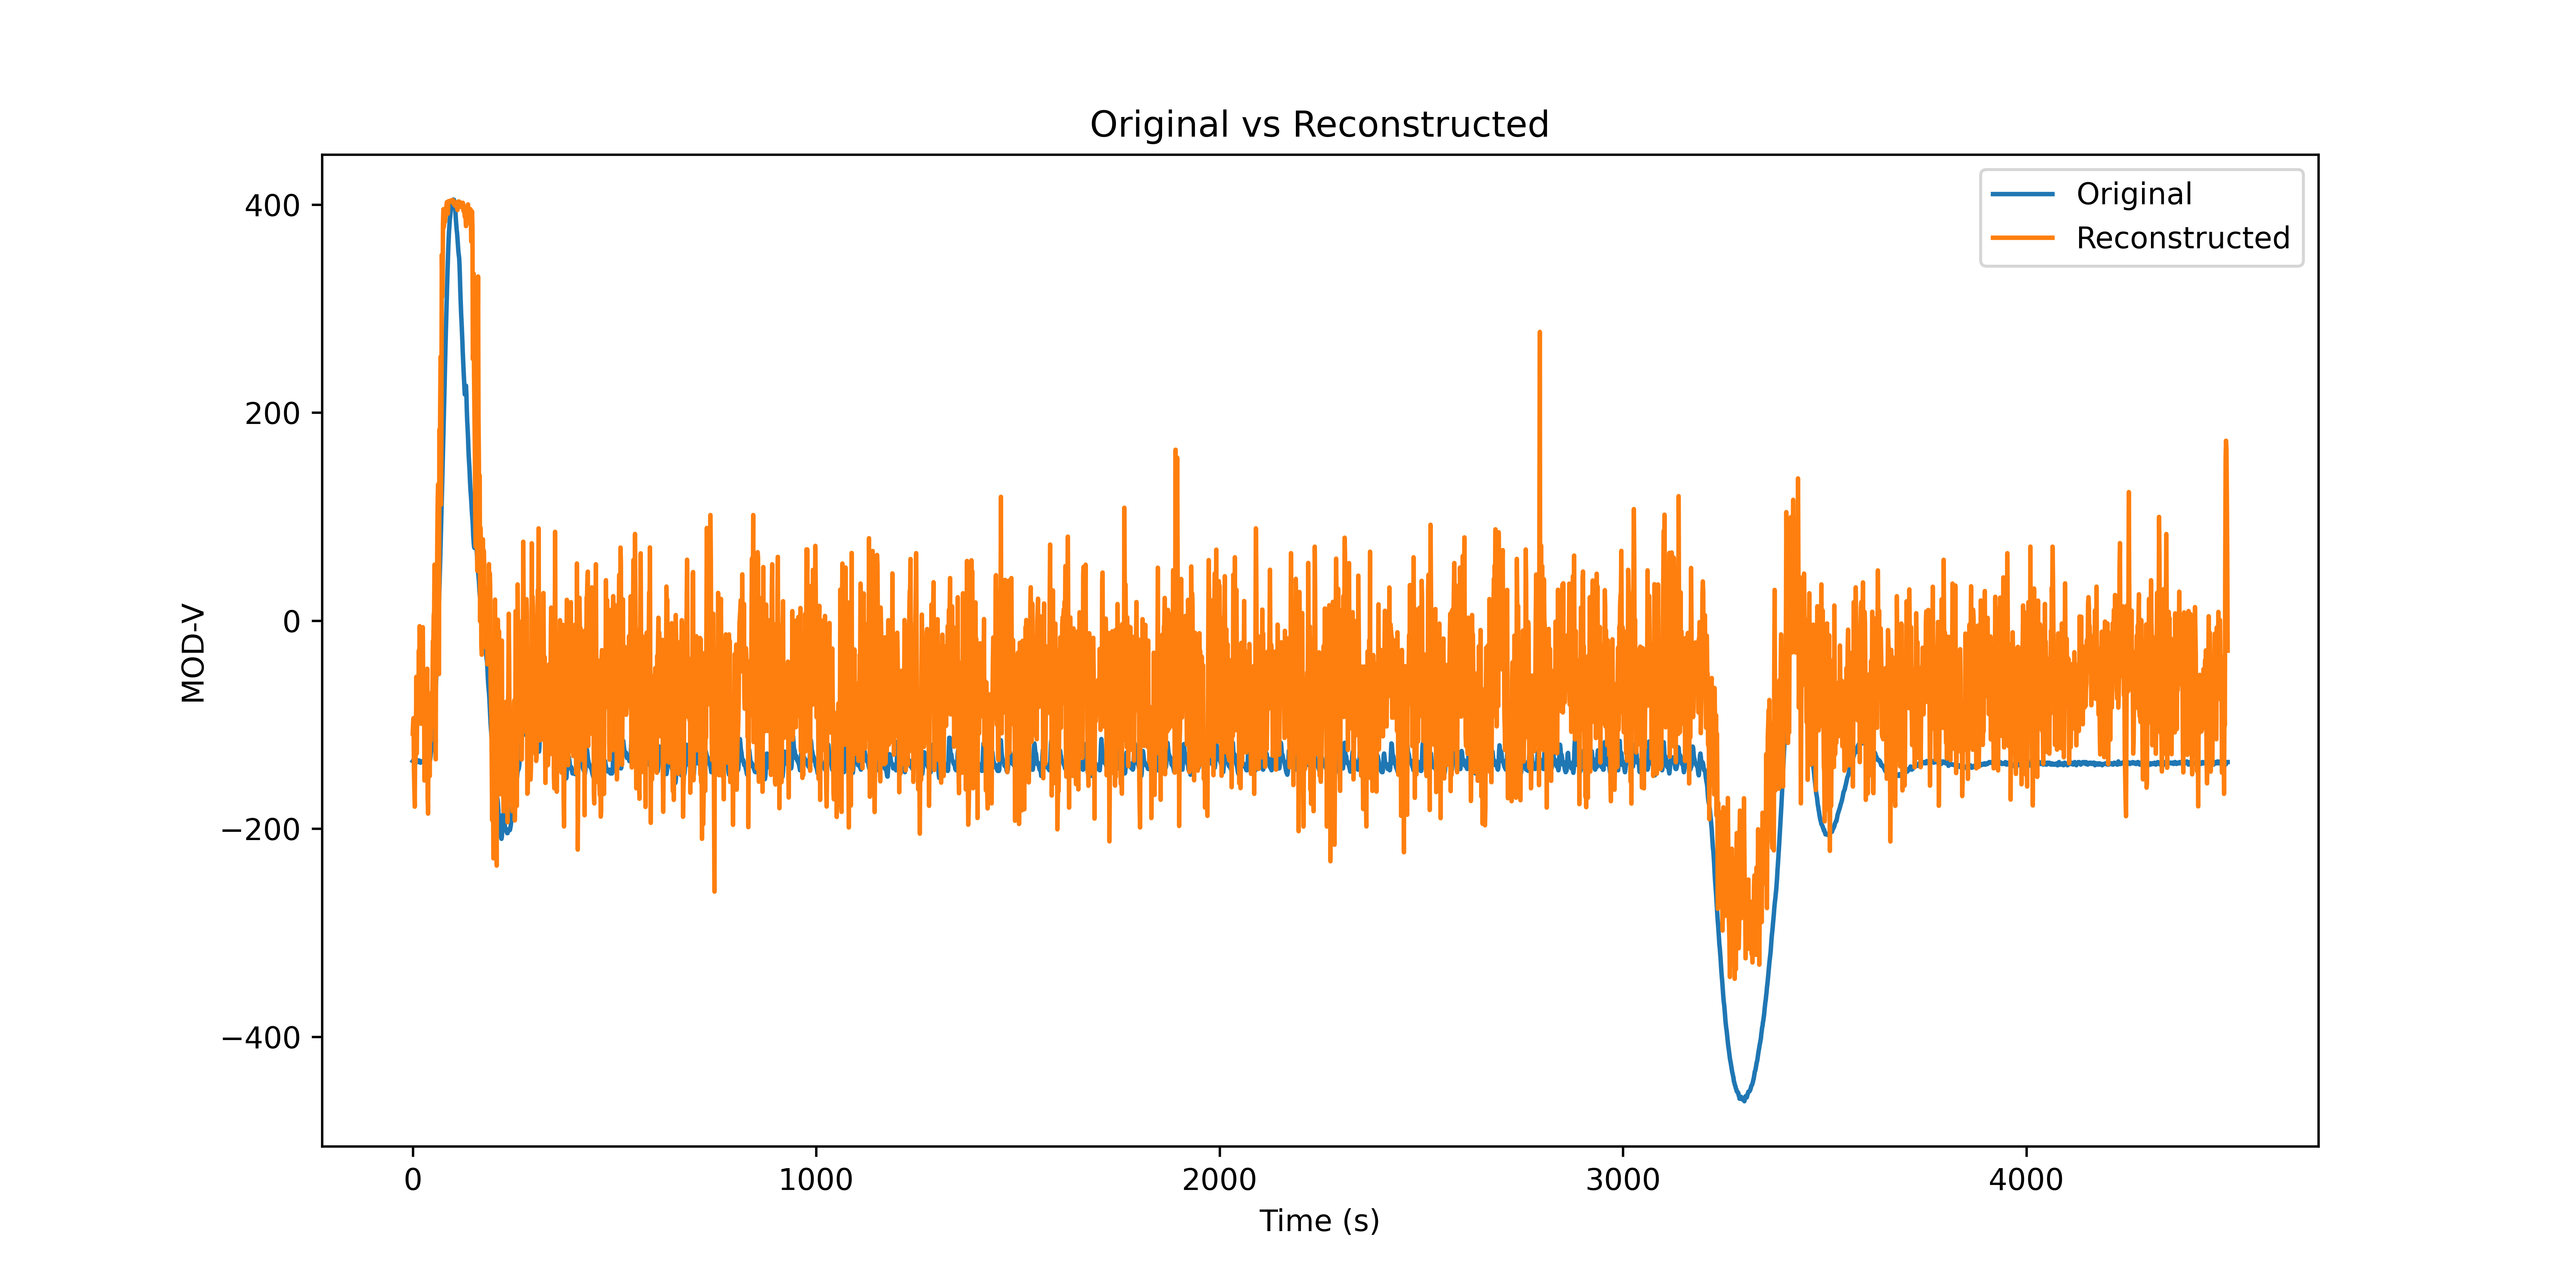 Original vs Reconstructed
Original
Reconstructed
400
200
0
−200
−400
MOD-V
0
1000
2000
3000
4000
Time (s)